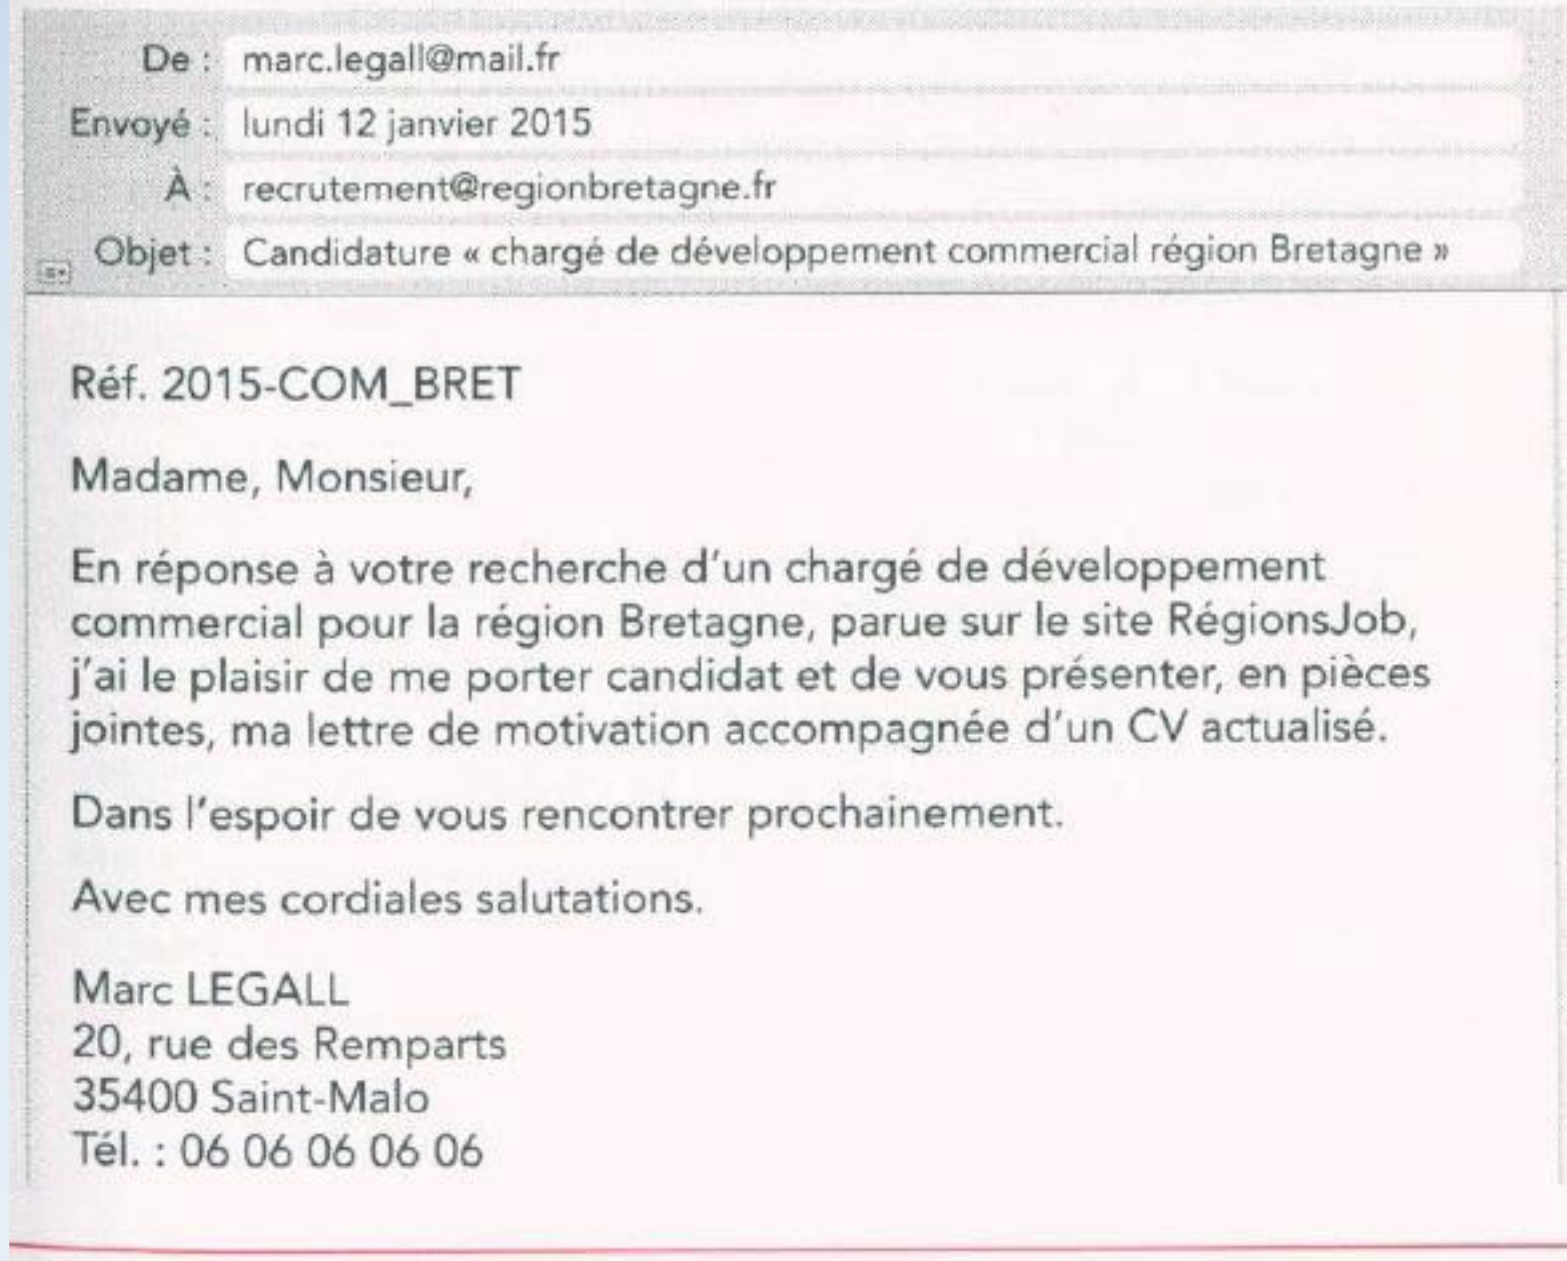 De : marc.legall@mail.fr
Envoyé : lundi 12 janvier 2015
À : recrutement@regionbretagne.fr
Objet : Candidature « chargé de développement commercial région Bretagne »
Réf. 2015-COM_BRET
Madame, Monsieur,
En réponse à votre recherche d'un chargé de développement
commercial pour la région Bretagne, parue sur le site RégionsJob,
j'ai le plaisir de me porter candidat et de vous présenter, en pièces
jointes, ma lettre de motivation accompagnée d'un CV actualisé.
Dans l'espoir de vous rencontrer prochainement.
Avec mes cordiales salutations.
Marc LEGALL
20, rue des Remparts
35400 Saint-Malo
Tél. : 06 06 06 06 06